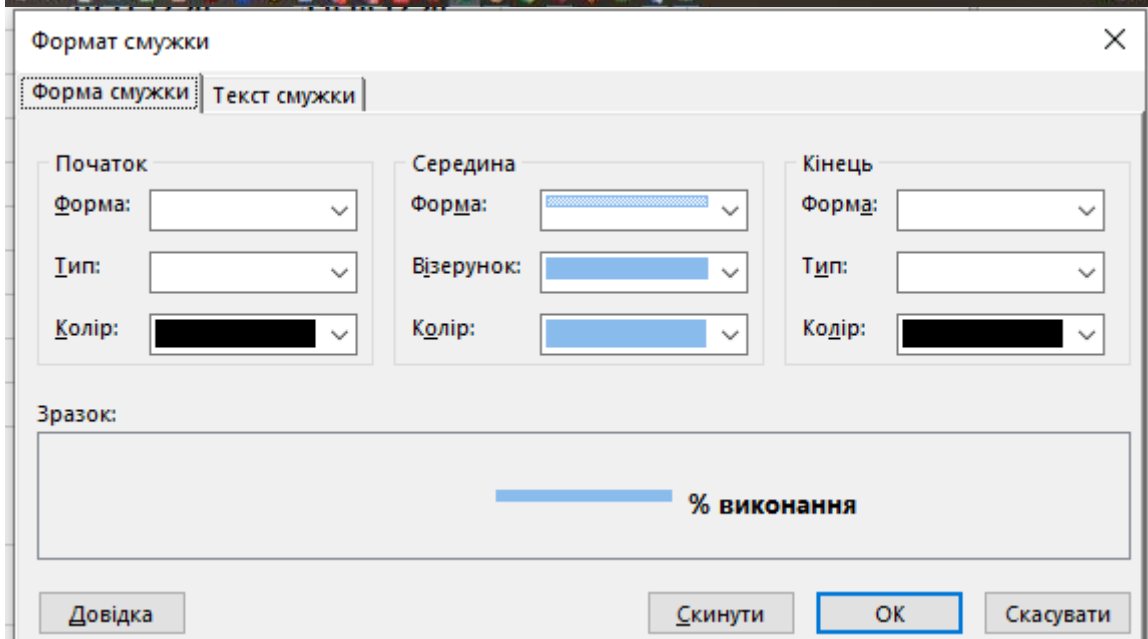 Формат смужки
Форма смужки Текст смужки
Початок Середина Кінець
Форма: Форма: Форма:
Тип: Візерунок: Тип:
Колір: Колір: Колір:
Зразок:
% виконання
Довідка Скинути ОК Скасувати